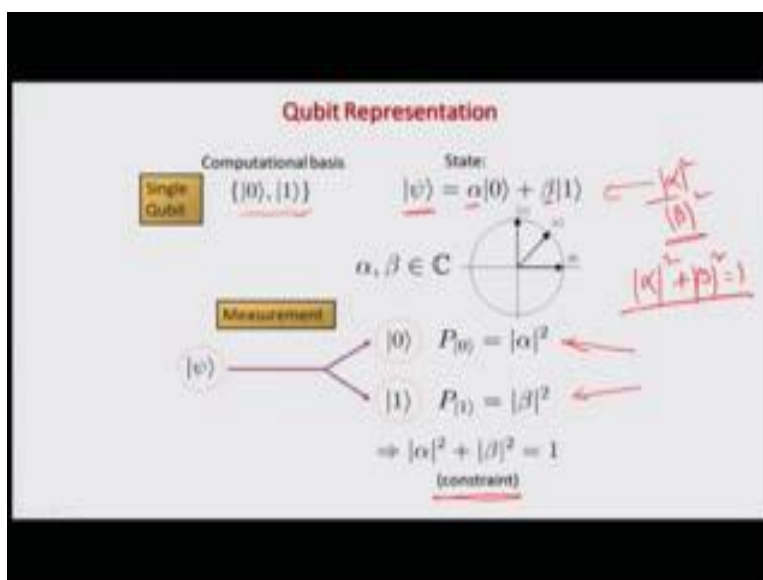 Qubit Representation
Single Qubit
Computational basis
{|0⟩, |1⟩}
State:
|ψ⟩ = α|0⟩ + β|1⟩
|α|²
|β|²
α, β ∈ ℂ
|α|² + |β|² = 1
Measurement
|ψ⟩
|0⟩ P|0⟩ = |α|²
|1⟩ P|1⟩ = |β|²
⇒ |α|² + |β|² = 1
(constraint)